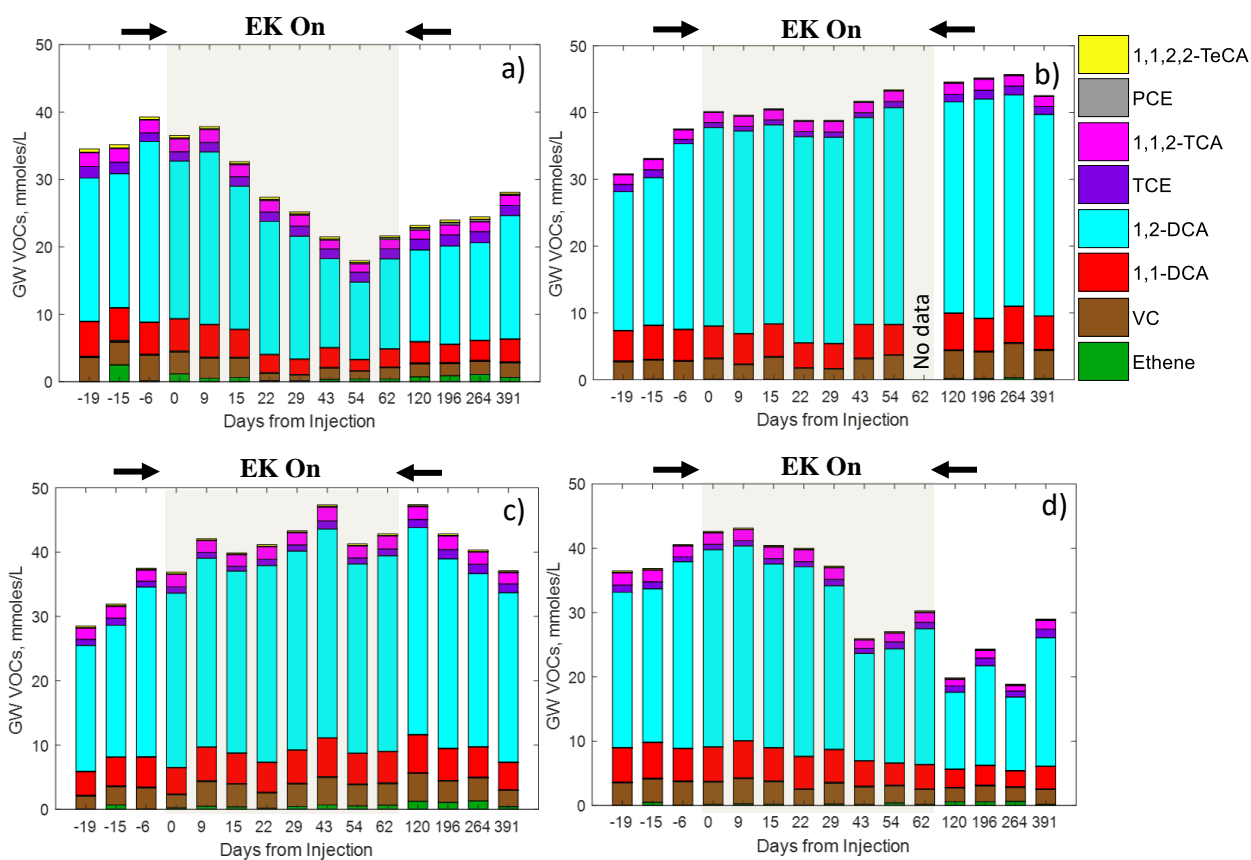 EK On
a)
GW VOCs, mmoles/L
50
40
30
20
10
0
-19 -15 -6 0 9 15 22 29 43 54 62 120 196 264 391
Days from Injection
EK On
b)
GW VOCs, mmoles/L
50
40
30
20
10
0
No data
-19 -15 -6 0 9 15 22 29 43 54 62 120 196 264 391
Days from Injection
1,1,2,2-TeCA
PCE
1,1,2-TCA
TCE
1,2-DCA
1,1-DCA
VC
Ethene
EK On
c)
GW VOCs, mmoles/L
50
40
30
20
10
0
-19 -15 -6 0 9 15 22 29 43 54 62 120 196 264 391
Days from Injection
EK On
d)
GW VOCs, mmoles/L
50
40
30
20
10
0
-19 -15 -6 0 9 15 22 29 43 54 62 120 196 264 391
Days from Injection